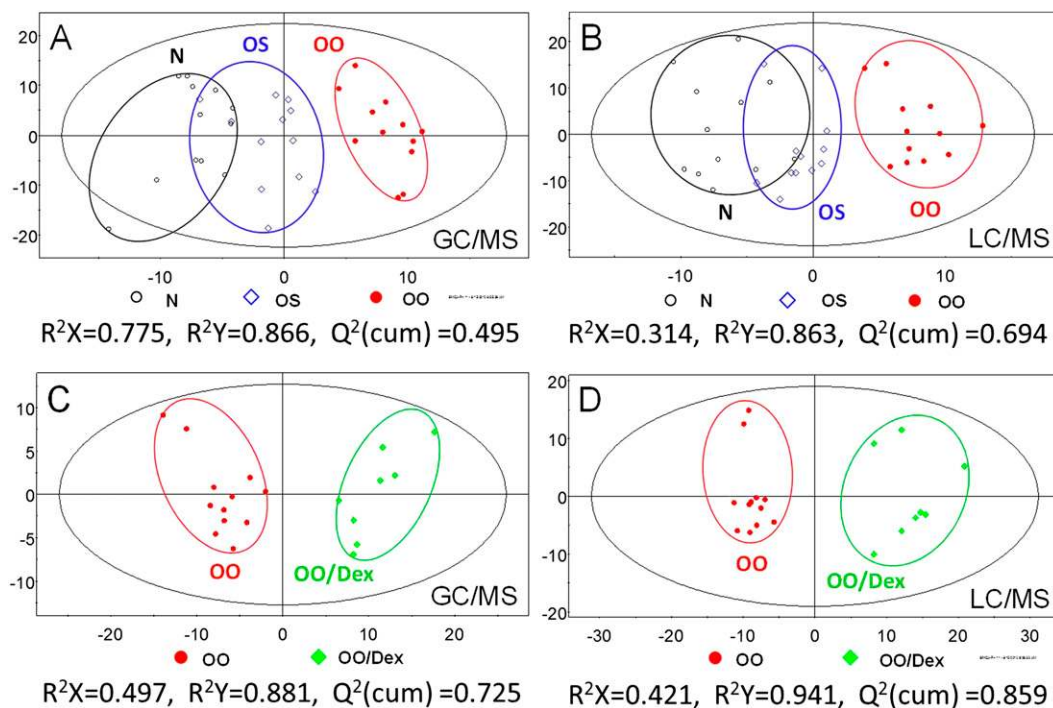 A
N
OS
OO
20
10
0
-10
-20
GC/MS
-10
0
10
N
OS
OO
R²X=0.775, R²Y=0.866, Q²(cum) =0.495
B
N
OS
OO
20
10
0
-10
-20
LC/MS
-10
0
10
N
OS
OO
R²X=0.314, R²Y=0.863, Q²(cum) =0.694
C
OO
OO/Dex
10
5
0
-5
-10
GC/MS
-20
-10
0
10
20
OO
OO/Dex
R²X=0.497, R²Y=0.881, Q²(cum) =0.725
D
OO
OO/Dex
20
10
0
-10
-20
LC/MS
-30
-20
-10
0
10
20
30
OO
OO/Dex
R²X=0.421, R²Y=0.941, Q²(cum) =0.859